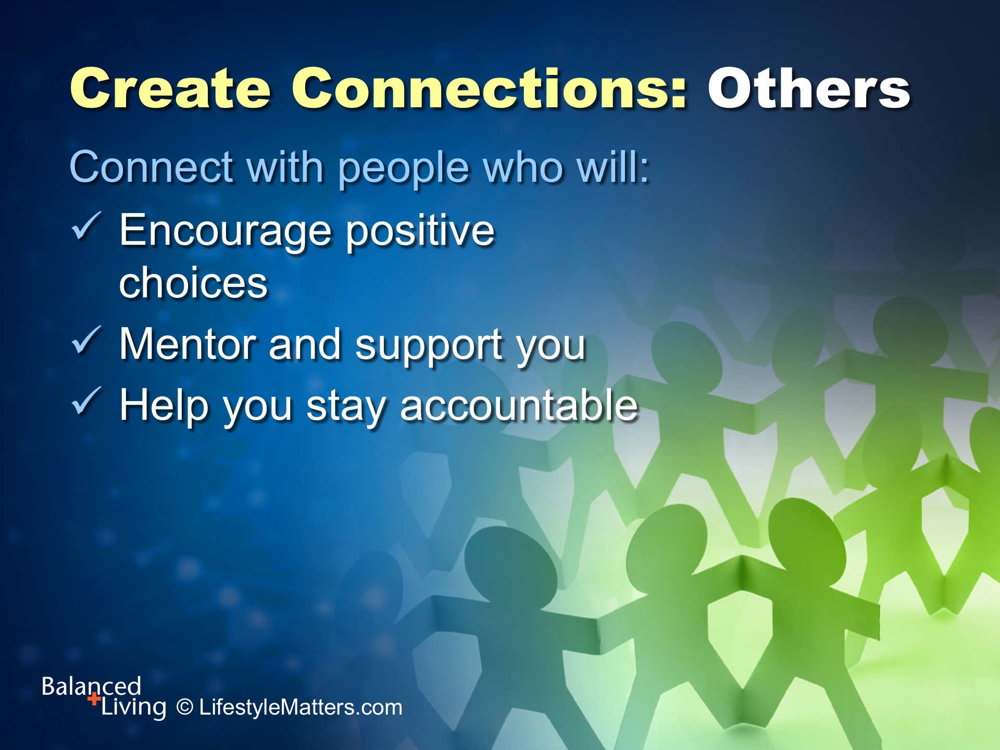 Create Connections: Others
Connect with people who will:
✓ Encourage positive
choices
✓ Mentor and support you
✓ Help you stay accountable
Balanced
+Living © LifestyleMatters.com